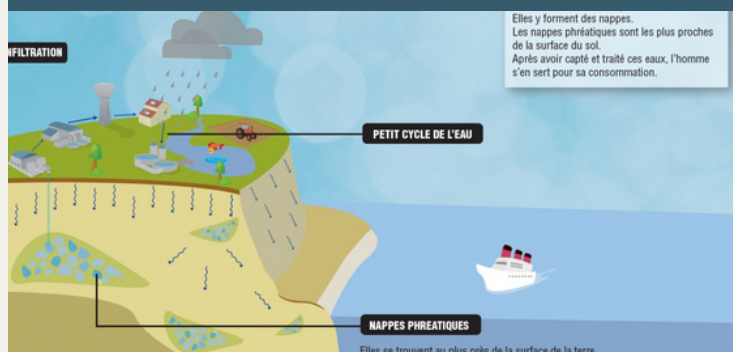 Elles y forment des nappes.
Les nappes phréatiques sont les plus proches
de la surface du sol.
Après avoir capté et traité ces eaux, l'homme
s'en sert pour sa consommation.
NFILTRATION
PETIT CYCLE DE L'EAU
NAPPES PHREATIQUES
Elles se trouvent au plus près de la surface de la terre